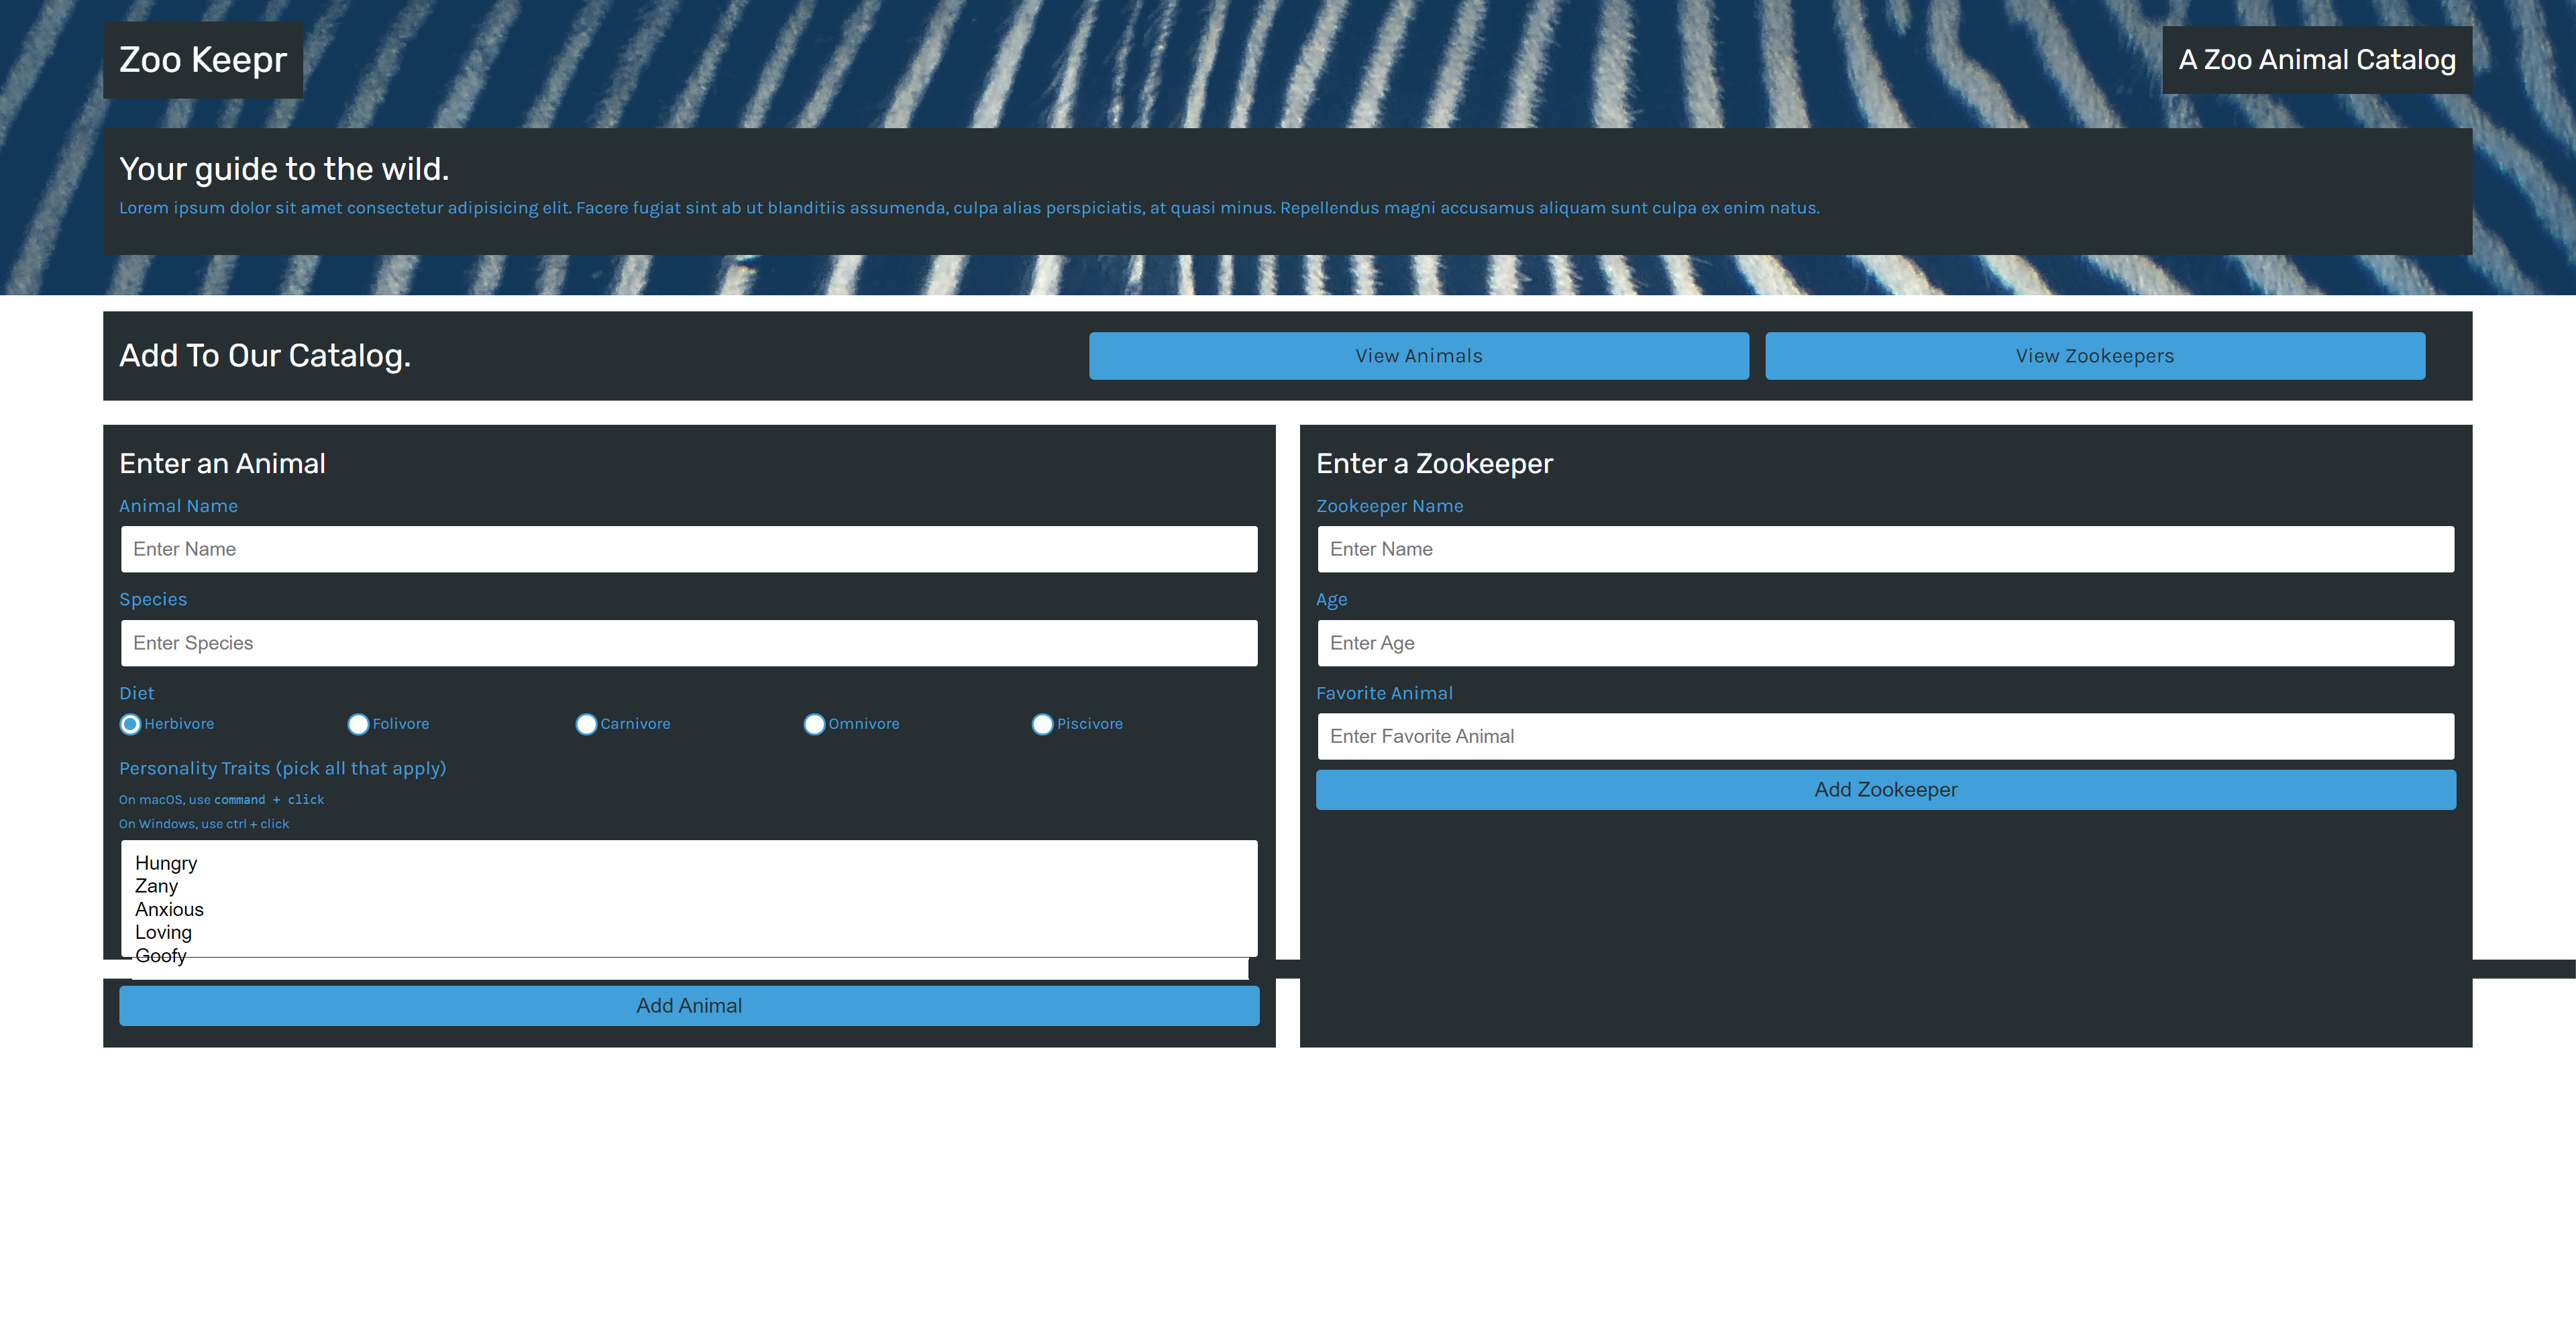 Zoo Keepr
A Zoo Animal Catalog
Your guide to the wild.
Lorem ipsum dolor sit amet consectetur adipisicing elit. Facere fugiat sint ab ut blanditiis assumenda, culpa alias perspiciatis, at quasi minus. Repellendus magni accusamus aliquam sunt culpa ex enim natus.
Add To Our Catalog.
View Animals
View Zookeepers
Enter an Animal
Animal Name
Enter Name
Species
Enter Species
Diet
Herbivore
Folivore
Carnivore
Omnivore
Piscivore
Personality Traits (pick all that apply)
On macOS, use command + click
On Windows, use ctrl + click
Hungry
Zany
Anxious
Loving
Goofy
Add Animal
Enter a Zookeeper
Zookeeper Name
Enter Name
Age
Enter Age
Favorite Animal
Enter Favorite Animal
Add Zookeeper